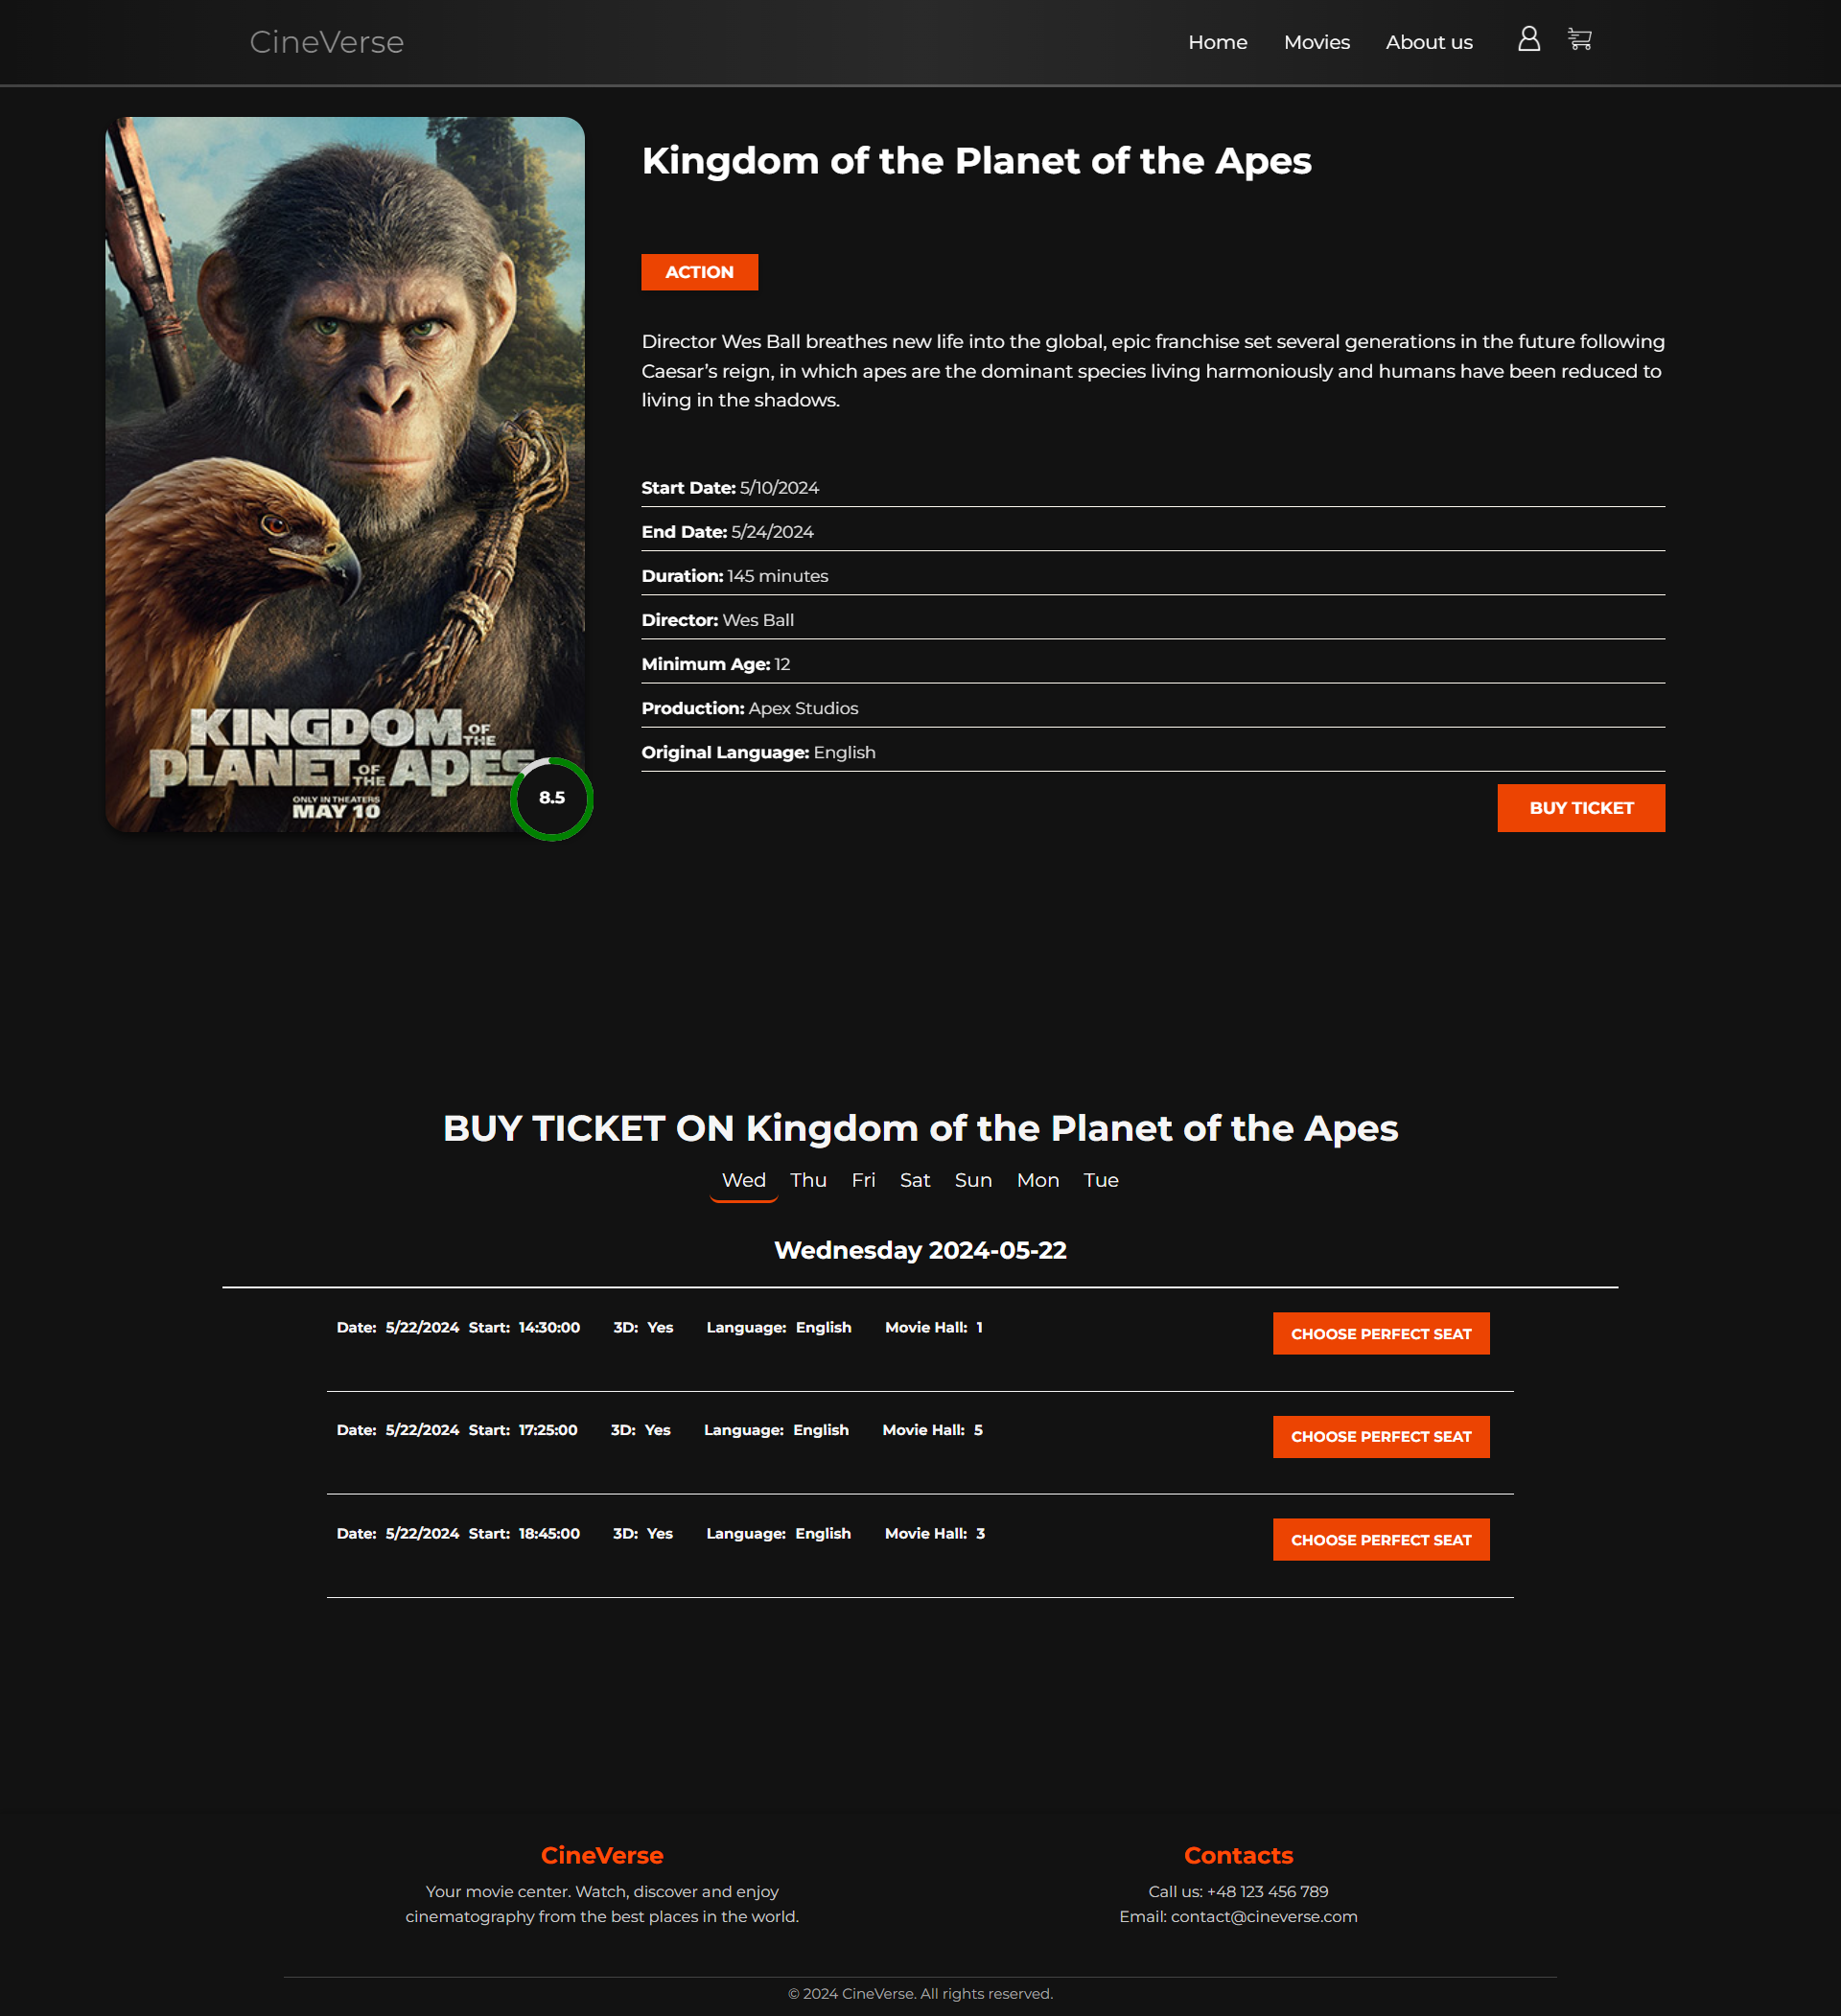 CineVerse
Home Movies About us
Kingdom of the Planet of the Apes
ACTION
Director Wes Ball breathes new life into the global, epic franchise set several generations in the future following
Caesar’s reign, in which apes are the dominant species living harmoniously and humans have been reduced to
living in the shadows.
Start Date: 5/10/2024
End Date: 5/24/2024
Duration: 145 minutes
Director: Wes Ball
Minimum Age: 12
Production: Apex Studios
Original Language: English
BUY TICKET
KINGDOM OF THE
PLANET OF THE APES
ONLY IN THEATERS
MAY 10
8.5
BUY TICKET ON Kingdom of the Planet of the Apes
Wed Thu Fri Sat Sun Mon Tue
Wednesday 2024-05-22
Date: 5/22/2024 Start: 14:30:00 3D: Yes Language: English Movie Hall: 1 CHOOSE PERFECT SEAT
Date: 5/22/2024 Start: 17:25:00 3D: Yes Language: English Movie Hall: 5 CHOOSE PERFECT SEAT
Date: 5/22/2024 Start: 18:45:00 3D: Yes Language: English Movie Hall: 3 CHOOSE PERFECT SEAT
CineVerse
Your movie center. Watch, discover and enjoy
cinematography from the best places in the world.
Contacts
Call us: +48 123 456 789
Email: contact@cineverse.com
© 2024 CineVerse. All rights reserved.